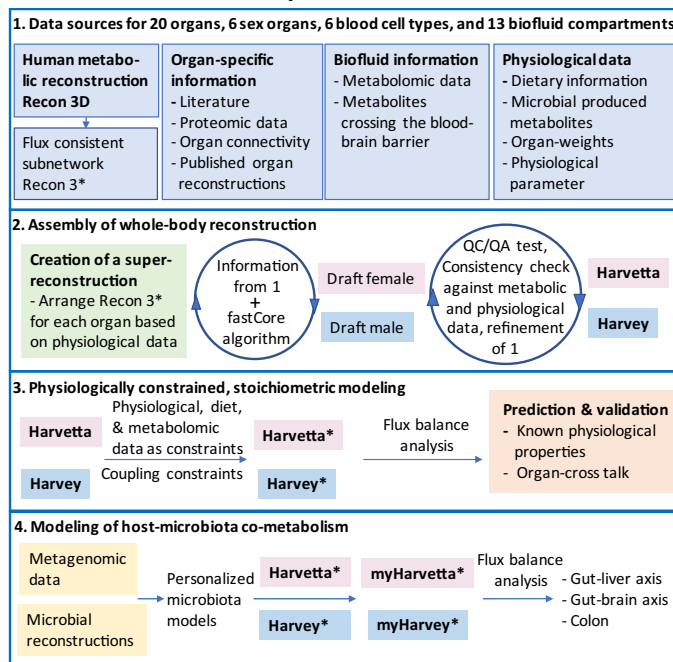 1. Data sources for 20 organs, 6 sex organs, 6 blood cell types, and 13 biofluid compartments
Human metabo-
lic reconstruction
Recon 3D
Flux consistent
subnetwork
Recon 3*
Organ-specific
information
- Literature
- Proteomic data
- Organ connectivity
- Published organ
reconstructions
Biofluid information
- Metabolomic data
- Metabolites
crossing the blood-
brain barrier
Physiological data
- Dietary information
- Microbial produced
metabolites
- Organ-weights
- Physiological
parameter
2. Assembly of whole-body reconstruction
Creation of a super-
reconstruction
- Arrange Recon 3*
for each organ based
on physiological data
Information
from 1
+
fastCore
algorithm
Draft female
Draft male
QC/QA test,
Consistency check
against metabolic
and physiological
data, refinement
of 1
Harvetta
Harvey
3. Physiologically constrained, stoichiometric modeling
Harvetta
Harvey
Physiological, diet,
& metabolomic
data as constraints
Coupling constraints
Harvetta*
Harvey*
Flux balance
analysis
Prediction & validation
- Known physiological
properties
- Organ-cross talk
4. Modeling of host-microbiota co-metabolism
Metagenomic
data
Microbial
reconstructions
Personalized
microbiota
models
Harvetta*
Harvey*
myHarvetta*
myHarvey*
Flux balance
analysis
- Gut-liver axis
- Gut-brain axis
- Colon